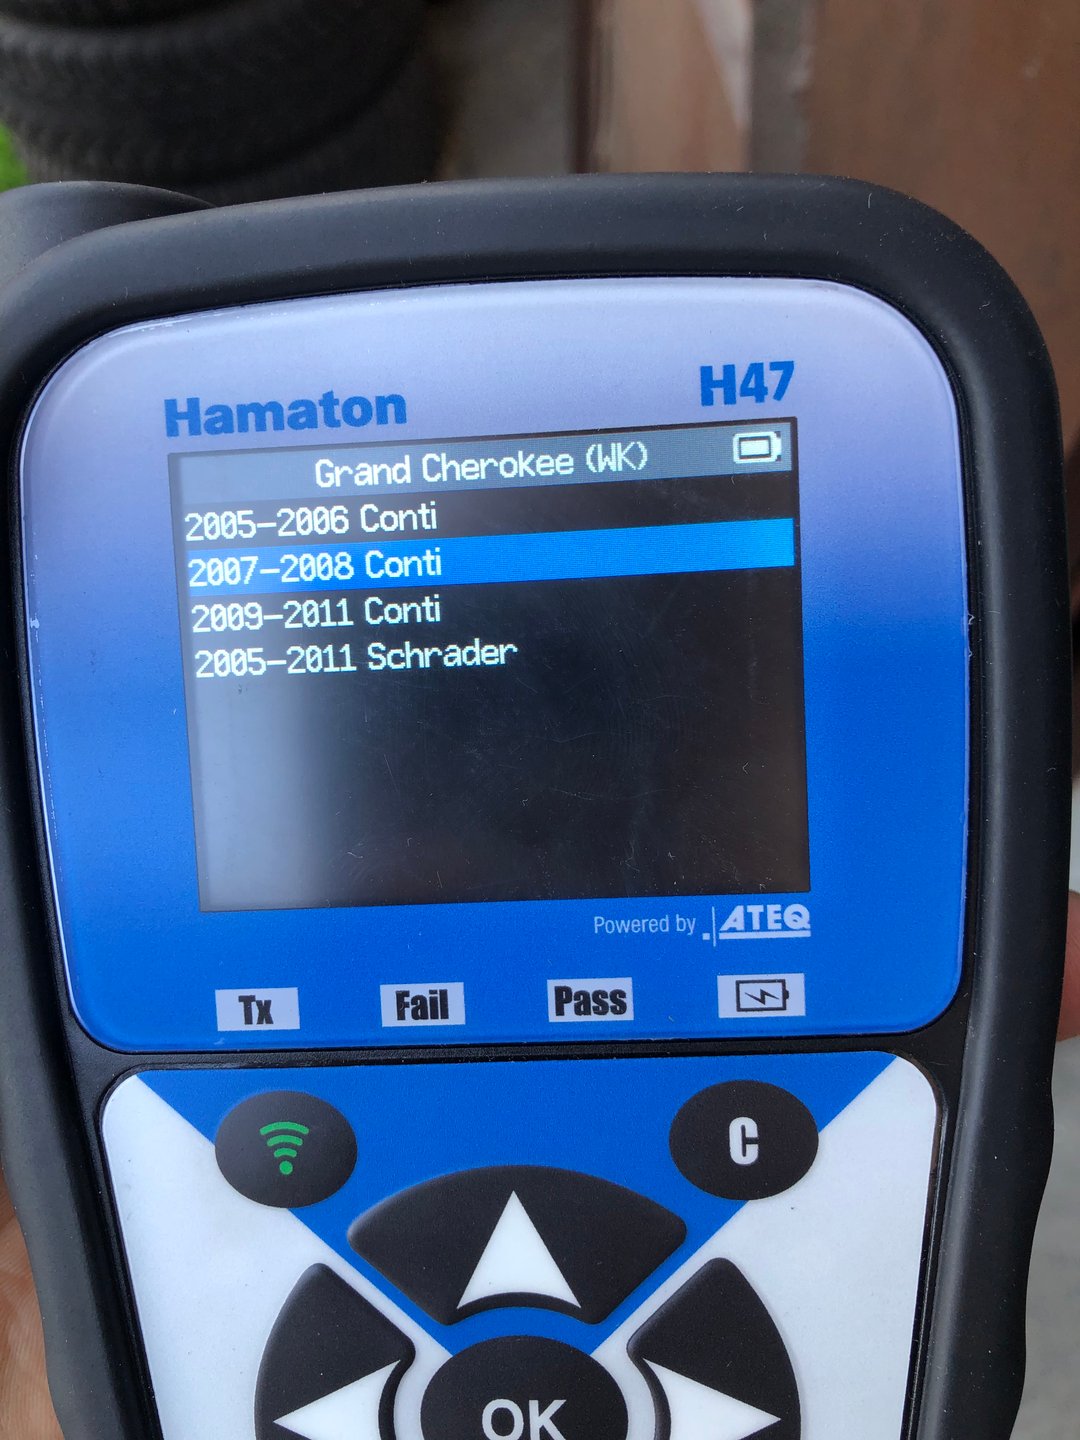 Hamaton H47
Grand Cherokee (WK)
2005-2006 Conti
2007-2008 Conti
2009-2011 Conti
2005-2011 Schrader
Powered by ATEQ
Tx Fail Pass
C
OK